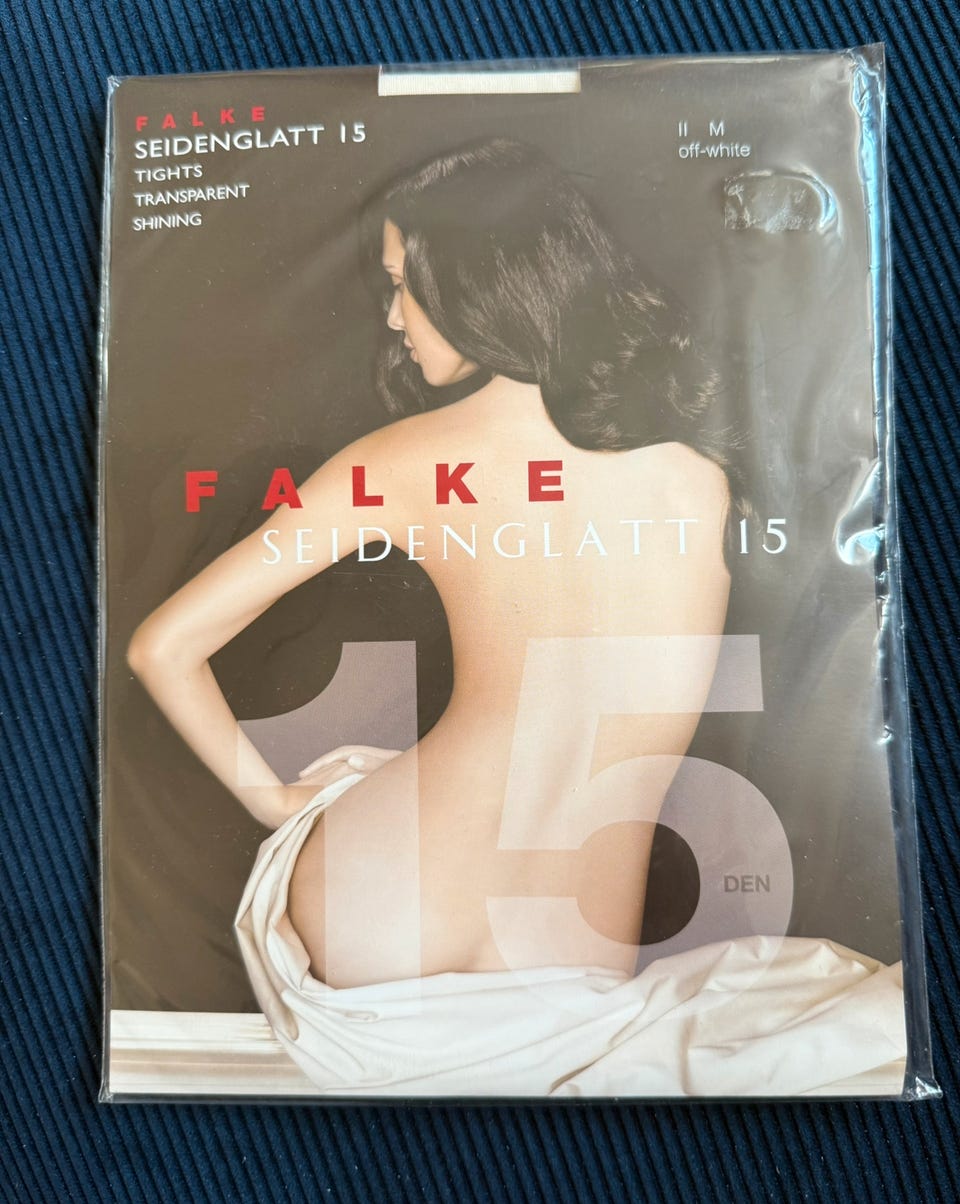 FALKE
SEIDENGLATT 15
TIGHTS
TRANSPARENT
SHINING
II M
off-white
FALKE
SEIDENGLATT 15
15
DEN